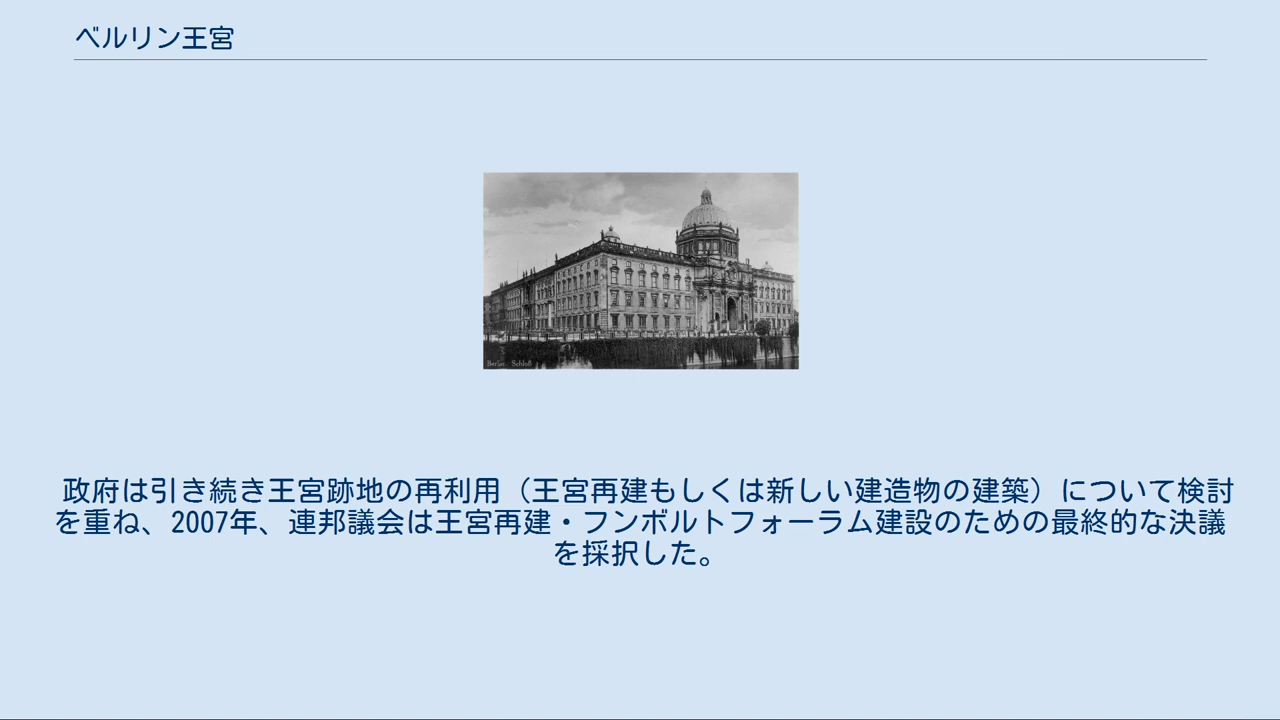 ベルリン王宮
Berlin Schloß
政府は引き続き王宮跡地の再利用（王宮再建もしくは新しい建造物の建築）について検討
を重ね、2007年、連邦議会は王宮再建・フンボルトフォーラム建設のための最終的な決議
を採択した。